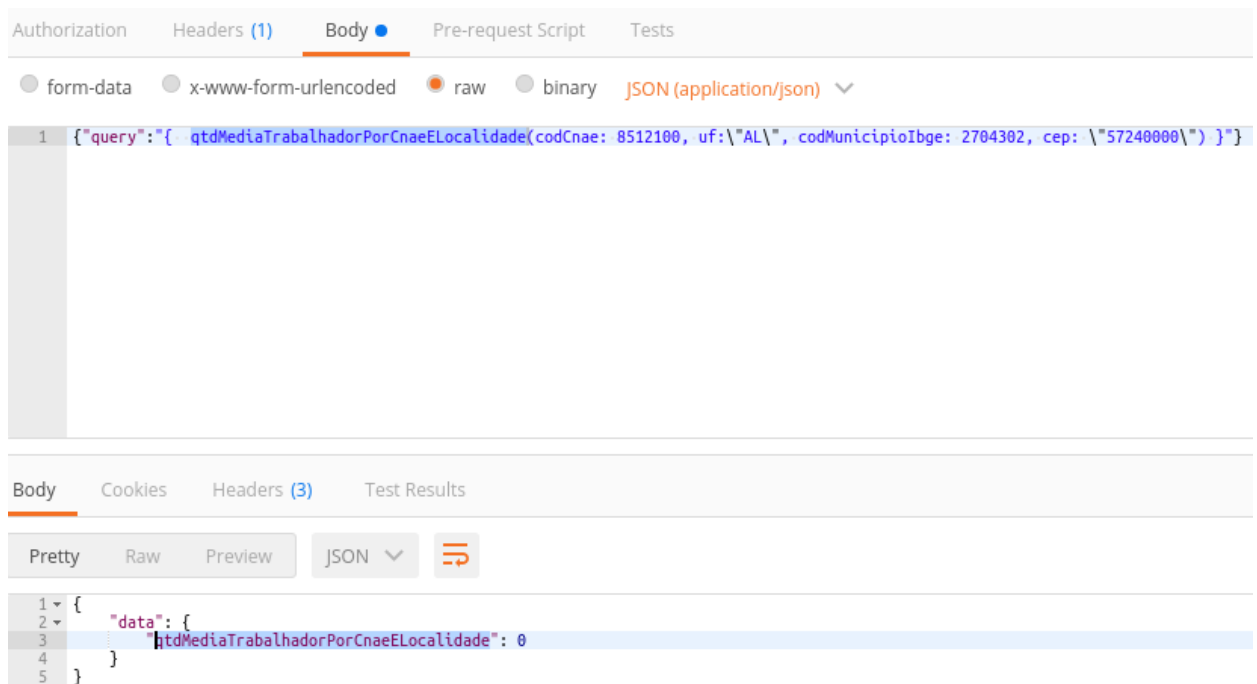 Authorization Headers (1) Body Pre-request Script Tests
form-data x-www-form-urlencoded raw binary JSON (application/json)
1 {"query":"{ qtdMediaTrabalhadorPorCnaeELocalidade(codCnae: 8512100, uf:\"AL\", codMunicipioIbge: 2704302, cep: \"57240000\") }"}
Body Cookies Headers (3) Test Results
Pretty Raw Preview JSON
1 {
2 "data": {
3 "qtdMediaTrabalhadorPorCnaeELocalidade": 0
4 }
5 }